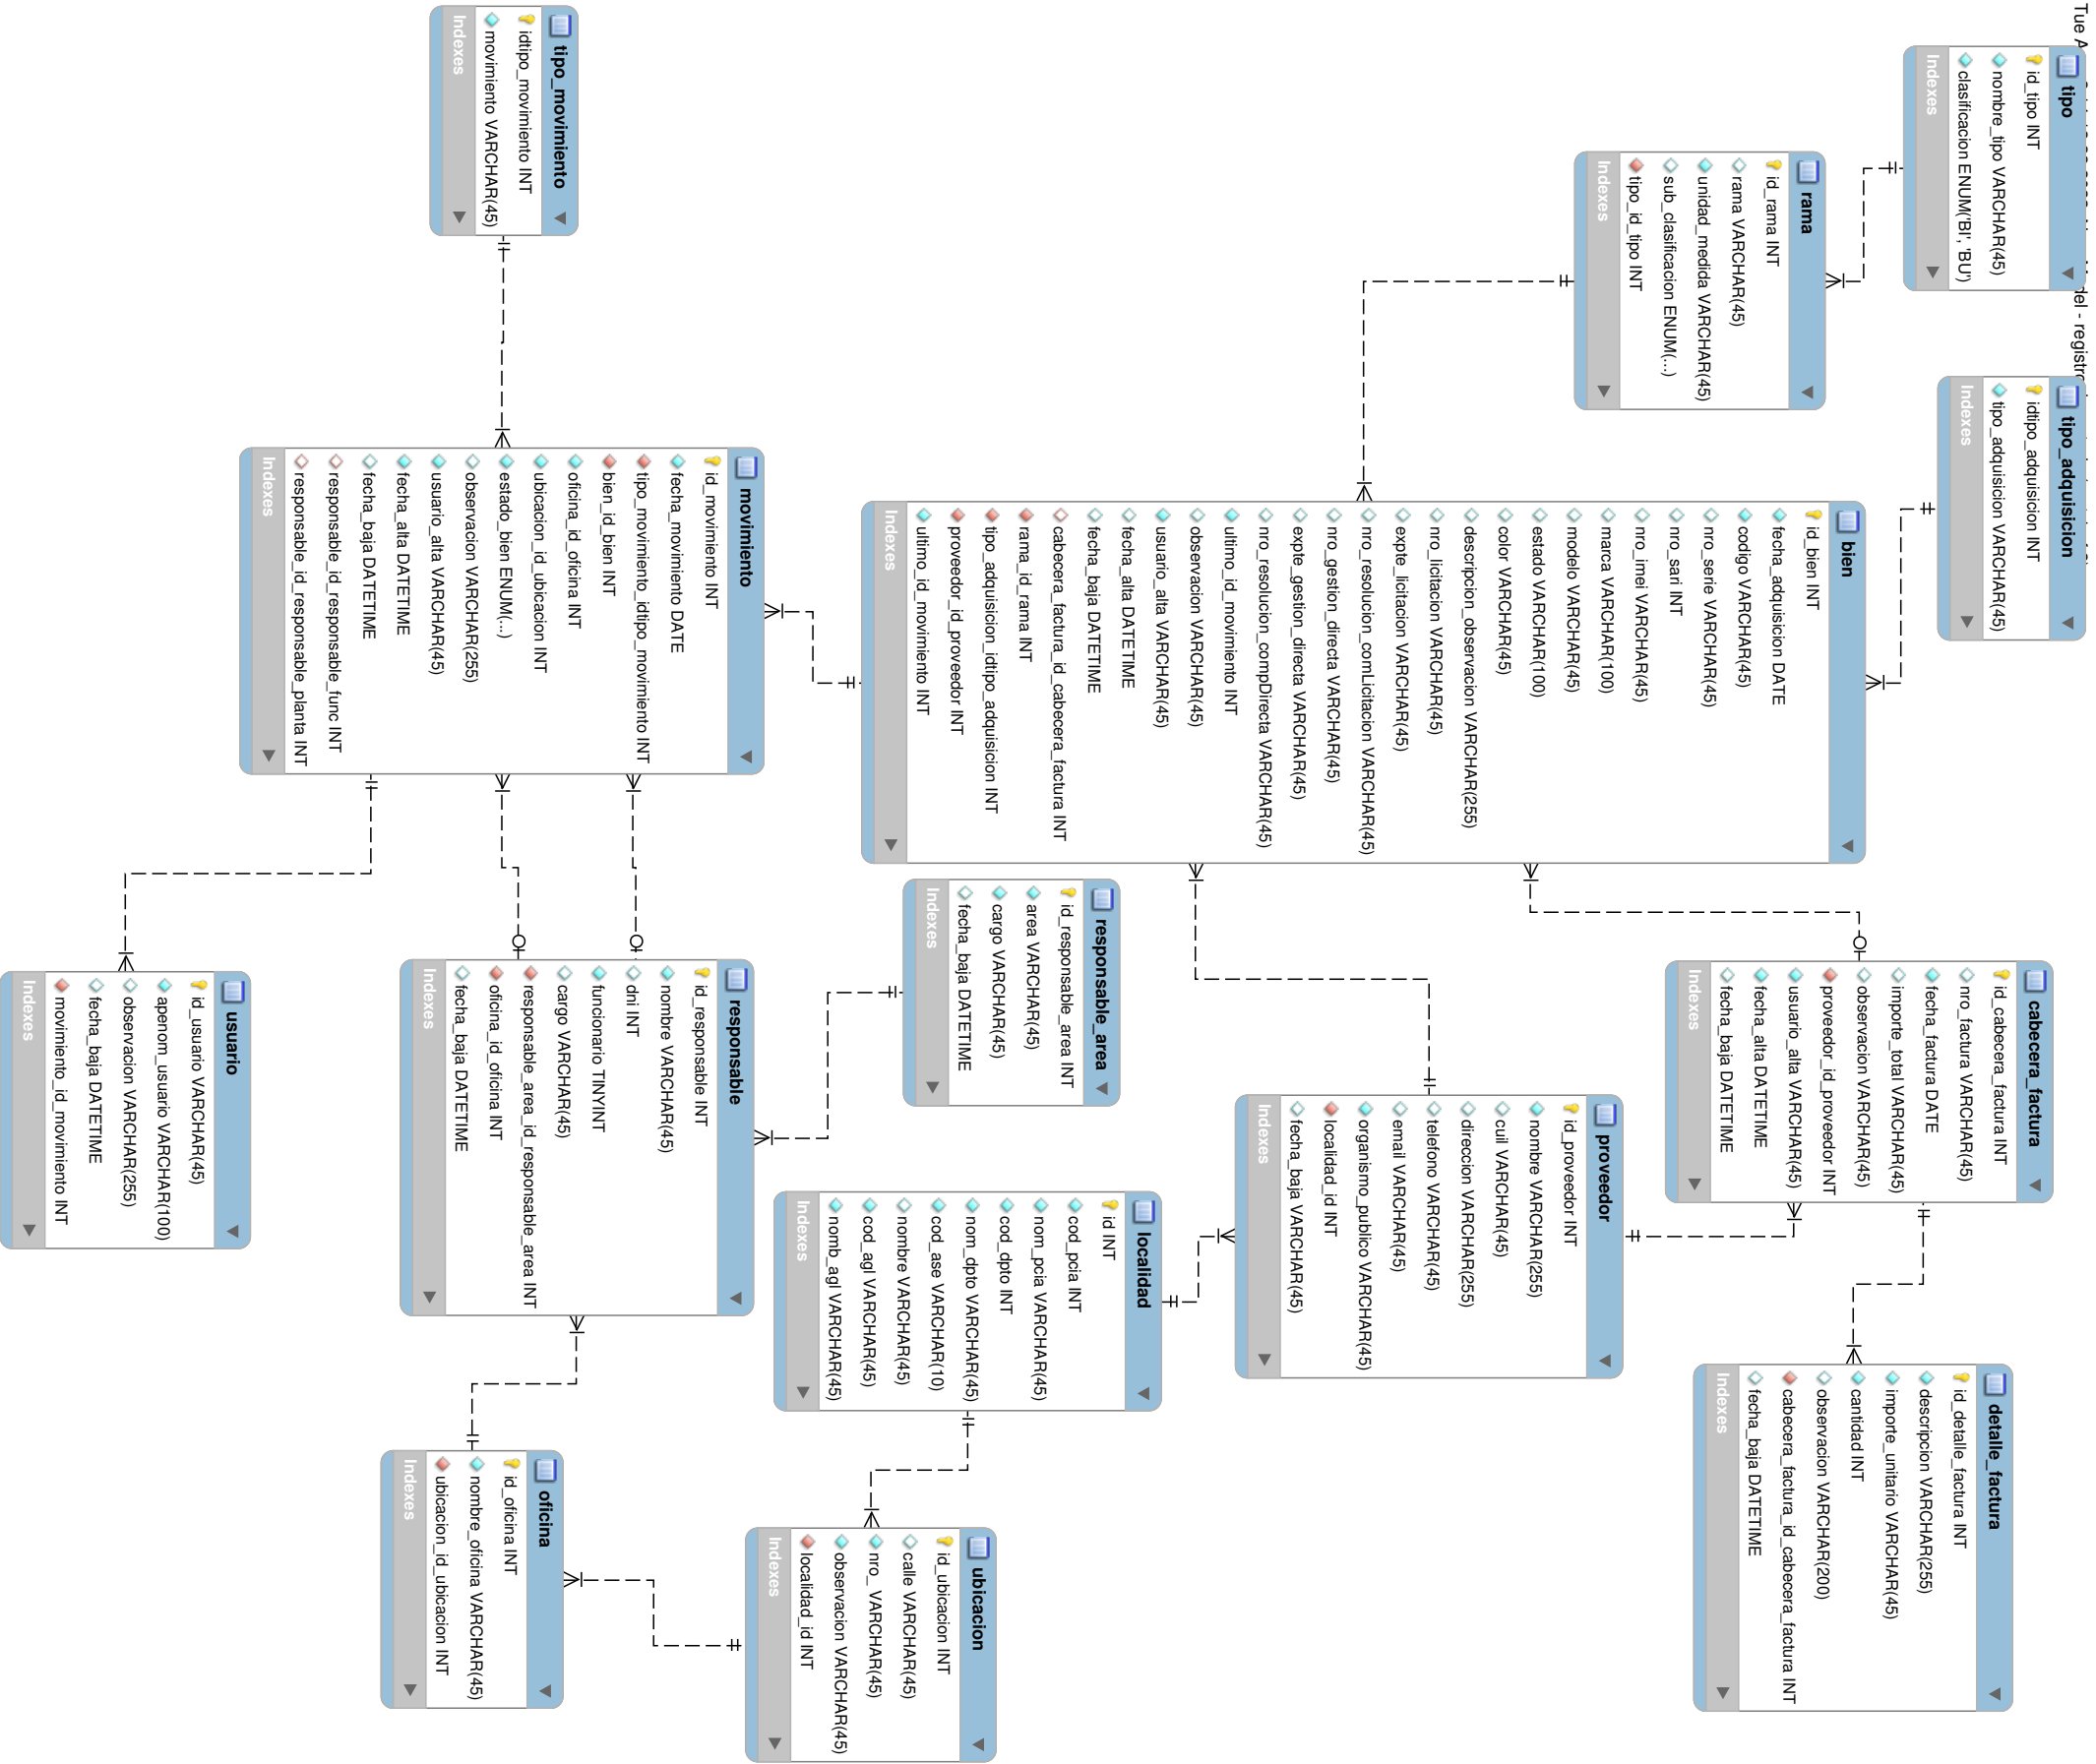 Tue A
del - registro
tipo
id_tipo INT
nombre_tipo VARCHAR(45)
clasificacion ENUM('BI', 'BU')
Indexes
tipo_adquisicion
idtipo_adquisicion INT
tipo_adquisicion VARCHAR(45)
Indexes
rama
id_rama INT
rama VARCHAR(45)
unidad_medida VARCHAR(45)
sub_clasificacion ENUM(...)
tipo_id_tipo INT
Indexes
bien
id_bien INT
fecha_adquisicion DATE
codigo VARCHAR(45)
nro_serie VARCHAR(45)
nro_sari INT
nro_imei VARCHAR(45)
marca VARCHAR(100)
modelo VARCHAR(45)
estado VARCHAR(100)
color VARCHAR(45)
descripcion_observacion VARCHAR(255)
nro_licitacion VARCHAR(45)
expte_licitacion VARCHAR(45)
nro_resolucion_comLicitacion VARCHAR(45)
nro_gestion_directa VARCHAR(45)
expte_gestion_directa VARCHAR(45)
nro_resolucion_compDirecta VARCHAR(45)
ultimo_id_movimiento INT
observacion VARCHAR(45)
usuario_alta VARCHAR(45)
fecha_alta DATETIME
fecha_baja DATETIME
cabecera_factura_id_cabecera_factura INT
rama_id_rama INT
tipo_adquisicion_idtipo_adquisicion INT
proveedor_id_proveedor INT
ultimo_id_movimiento INT
Indexes
cabecera_factura
id_cabecera_factura INT
nro_factura VARCHAR(45)
fecha_factura DATE
importe_total VARCHAR(45)
observacion VARCHAR(45)
proveedor_id_proveedor INT
usuario_alta VARCHAR(45)
fecha_alta DATETIME
fecha_baja DATETIME
Indexes
detalle_factura
id_detalle_factura INT
descripcion VARCHAR(255)
importe_unitario VARCHAR(45)
cantidad INT
observacion VARCHAR(200)
cabecera_factura_id_cabecera_factura INT
fecha_baja DATETIME
Indexes
proveedor
id_proveedor INT
nombre VARCHAR(255)
cuil VARCHAR(45)
direccion VARCHAR(255)
telefono VARCHAR(45)
email VARCHAR(45)
organismo_publico VARCHAR(45)
localidad_id INT
fecha_baja VARCHAR(45)
Indexes
responsable_area
id_responsable_area INT
area VARCHAR(45)
cargo VARCHAR(45)
fecha_baja DATETIME
Indexes
localidad
id INT
cod_pcia INT
nom_pcia VARCHAR(45)
cod_dpto INT
nom_dpto VARCHAR(45)
cod_ase VARCHAR(10)
nombre VARCHAR(45)
cod_agl VARCHAR(45)
nomb_agl VARCHAR(45)
Indexes
ubicacion
id_ubicacion INT
calle VARCHAR(45)
nro_ VARCHAR(45)
observacion VARCHAR(45)
localidad_id INT
Indexes
tipo_movimiento
idtipo_movimiento INT
movimiento VARCHAR(45)
Indexes
movimiento
id_movimiento INT
fecha_movimiento DATE
tipo_movimiento_idtipo_movimiento INT
bien_id_bien INT
oficina_id_oficina INT
ubicacion_id_ubicacion INT
estado_bien ENUM(...)
observacion VARCHAR(255)
usuario_alta VARCHAR(45)
fecha_alta DATETIME
fecha_baja DATETIME
responsable_id_responsable_func INT
responsable_id_responsable_planta INT
Indexes
responsable
id_responsable INT
nombre VARCHAR(45)
dni INT
funcionario TINYINT
cargo VARCHAR(45)
responsable_area_id_responsable_area INT
oficina_id_oficina INT
fecha_baja DATETIME
Indexes
oficina
id_oficina INT
nombre_oficina VARCHAR(45)
ubicacion_id_ubicacion INT
Indexes
usuario
id_usuario VARCHAR(45)
apenom_usuario VARCHAR(100)
observacion VARCHAR(255)
fecha_baja DATETIME
movimiento_id_movimiento INT
Indexes